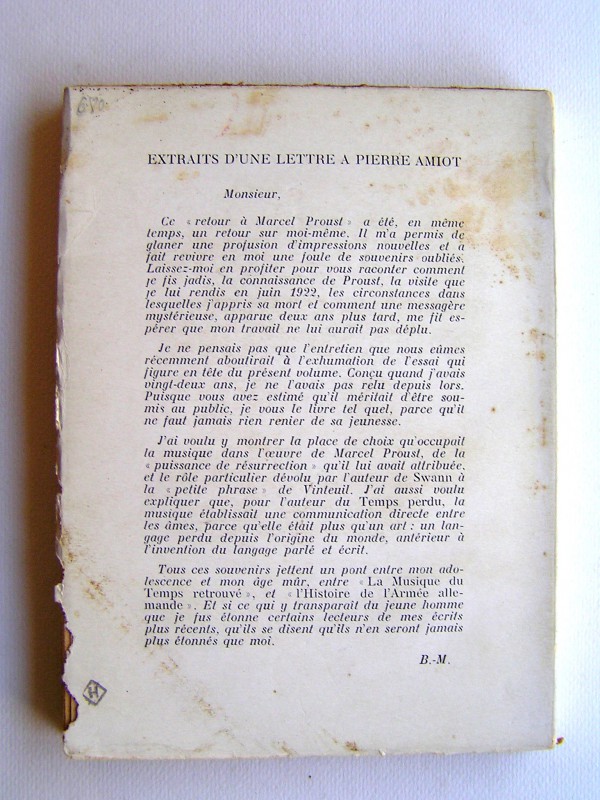 680
EXTRAITS D'UNE LETTRE A PIERRE AMIOT
Monsieur,
Ce « retour à Marcel Proust » a été, en même
temps, un retour sur moi-même. Il m'a permis de
glaner une profusion d'impressions nouvelles et a
fait revivre en moi une foule de souvenirs oubliés.
Laissez-moi en profiter pour vous raconter comment
je fis jadis, la connaissance de Proust, la visite que
je lui rendis en juin 1922, les circonstances dans
lesquelles j'appris sa mort et comment une messagère
mystérieuse, apparue deux ans plus tard, me fit es-
pérer que mon travail ne lui aurait pas déplu.
Je ne pensais pas que l'entretien que nous eûmes
récemment aboutirait à l'exhumation de l'essai qui
figure en tête du présent volume. Conçu quand j'avais
vingt-deux ans, je ne l'avais pas relu depuis lors.
Puisque vous avez estimé qu'il méritait d'être sou-
mis au public, je vous le livre tel quel, parce qu'il
ne faut jamais rien renier de sa jeunesse.
J'ai voulu y montrer la place de choix qu'occupait
la musique dans l'œuvre de Marcel Proust, de la
« puissance de résurrection » qu'il lui avait attribuée,
et le rôle particulier dévolu par l'auteur de Swann à
la « petite phrase » de Vinteuil. J'ai aussi voulu
expliquer que, pour l'auteur du Temps perdu, la
musique établissait une communication directe entre
les âmes, parce qu'elle était plus qu'un art : un lan-
gage perdu depuis l'origine du monde, antérieur à
l'invention du langage parlé et écrit.
Tous ces souvenirs jettent un pont entre mon ado-
lescence et mon âge mûr, entre « La Musique du
Temps retrouvé », et « l'Histoire de l'Armée alle-
mande ». Et si ce qui y transparaît du jeune homme
que je fus étonne certains lecteurs de mes écrits
plus récents, qu'ils se disent qu'ils n'en seront jamais
plus étonnés que moi.
B.-M.
H